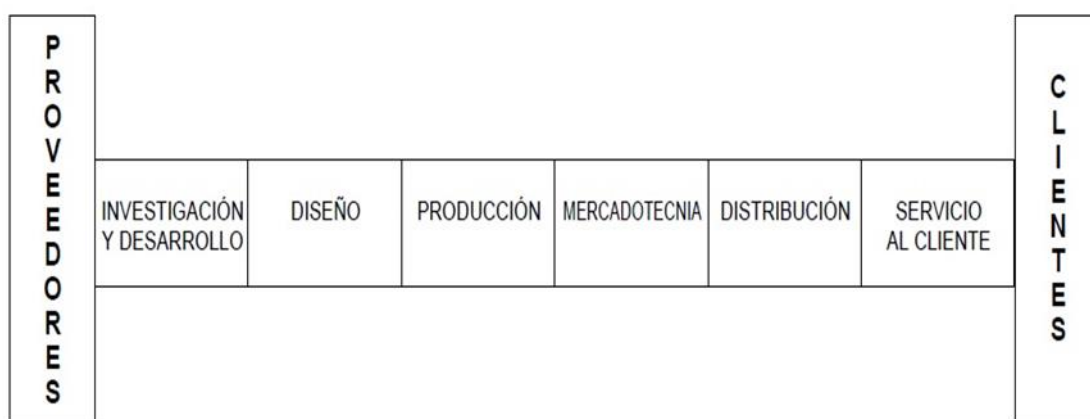 PROVEEDORES
INVESTIGACIÓN
Y DESARROLLO
DISEÑO
PRODUCCIÓN
MERCADOTECNIA
DISTRIBUCIÓN
SERVICIO
AL CLIENTE
CLIENTES